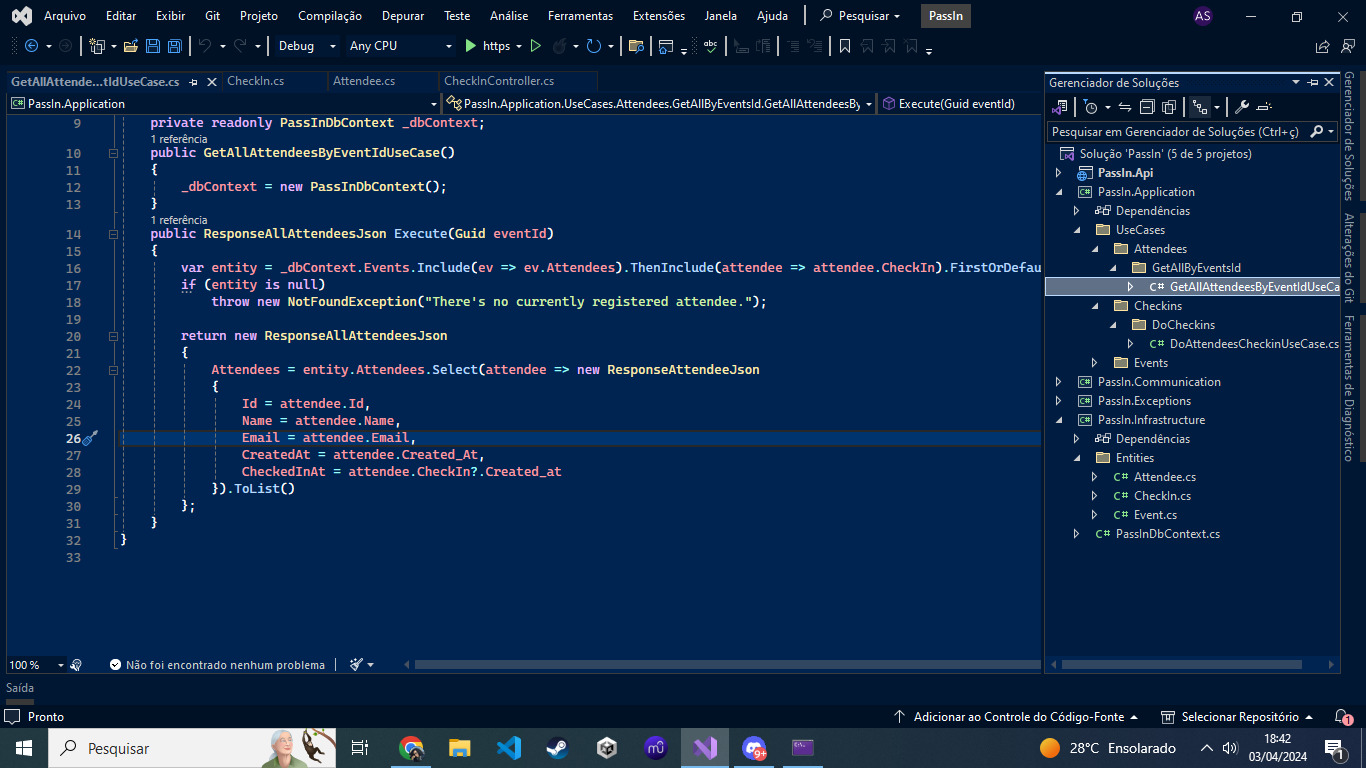 Arquivo Editar Exibir Git Projeto Compilação Depurar Teste Análise Ferramentas Extensões Janela Ajuda Pesquisar PassIn AS
Debug Any CPU https
GetAllAttende...tIdUseCase.cs CheckIn.cs Attendee.cs CheckInController.cs
PassIn.Application PassIn.Application.UseCases.Attendees.GetAllByEventsId.GetAllAttendeesBy Execute(Guid eventId)
9 private readonly PassInDbContext _dbContext;
1 referência
10 public GetAllAttendeesByEventIdUseCase()
11 {
12 _dbContext = new PassInDbContext();
13 }
1 referência
14 public ResponseAllAttendeesJson Execute(Guid eventId)
15 {
16 var entity = _dbContext.Events.Include(ev => ev.Attendees).ThenInclude(attendee => attendee.CheckIn).FirstOrDefau
17 if (entity is null)
18 throw new NotFoundException("There's no currently registered attendee.");
19
20 return new ResponseAllAttendeesJson
21 {
22 Attendees = entity.Attendees.Select(attendee => new ResponseAttendeeJson
23 {
24 Id = attendee.Id,
25 Name = attendee.Name,
26 Email = attendee.Email,
27 CreatedAt = attendee.Created_At,
28 CheckedInAt = attendee.CheckIn?.Created_at
29 }).ToList()
30 };
31 }
32 }
33
100 % Não foi encontrado nenhum problema
Gerenciador de Soluções
Pesquisar em Gerenciador de Soluções (Ctrl+ç)
Solução 'PassIn' (5 de 5 projetos)
PassIn.Api
PassIn.Application
Dependências
UseCases
Attendees
GetAllByEventsId
C# GetAllAttendeesByEventIdUseCa
Checkins
DoCheckins
C# DoAttendeesCheckinUseCase.cs
Events
PassIn.Communication
PassIn.Exceptions
PassIn.Infrastructure
Dependências
Entities
C# Attendee.cs
C# CheckIn.cs
C# Event.cs
C# PassInDbContext.cs
Gerenciador de Soluções
Alterações do Git
Ferramentas de Diagnóstico
Saída
Pronto Adicionar ao Controle do Código-Fonte Selecionar Repositório 1
Pesquisar 9+ 28°C Ensolarado 18:42
03/04/2024 1